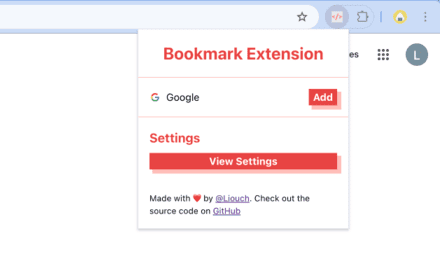 </>
es
L
Bookmark Extension
Google
Add
Settings
View Settings
Made with ❤️ by @Liouch. Check out the
source code on GitHub